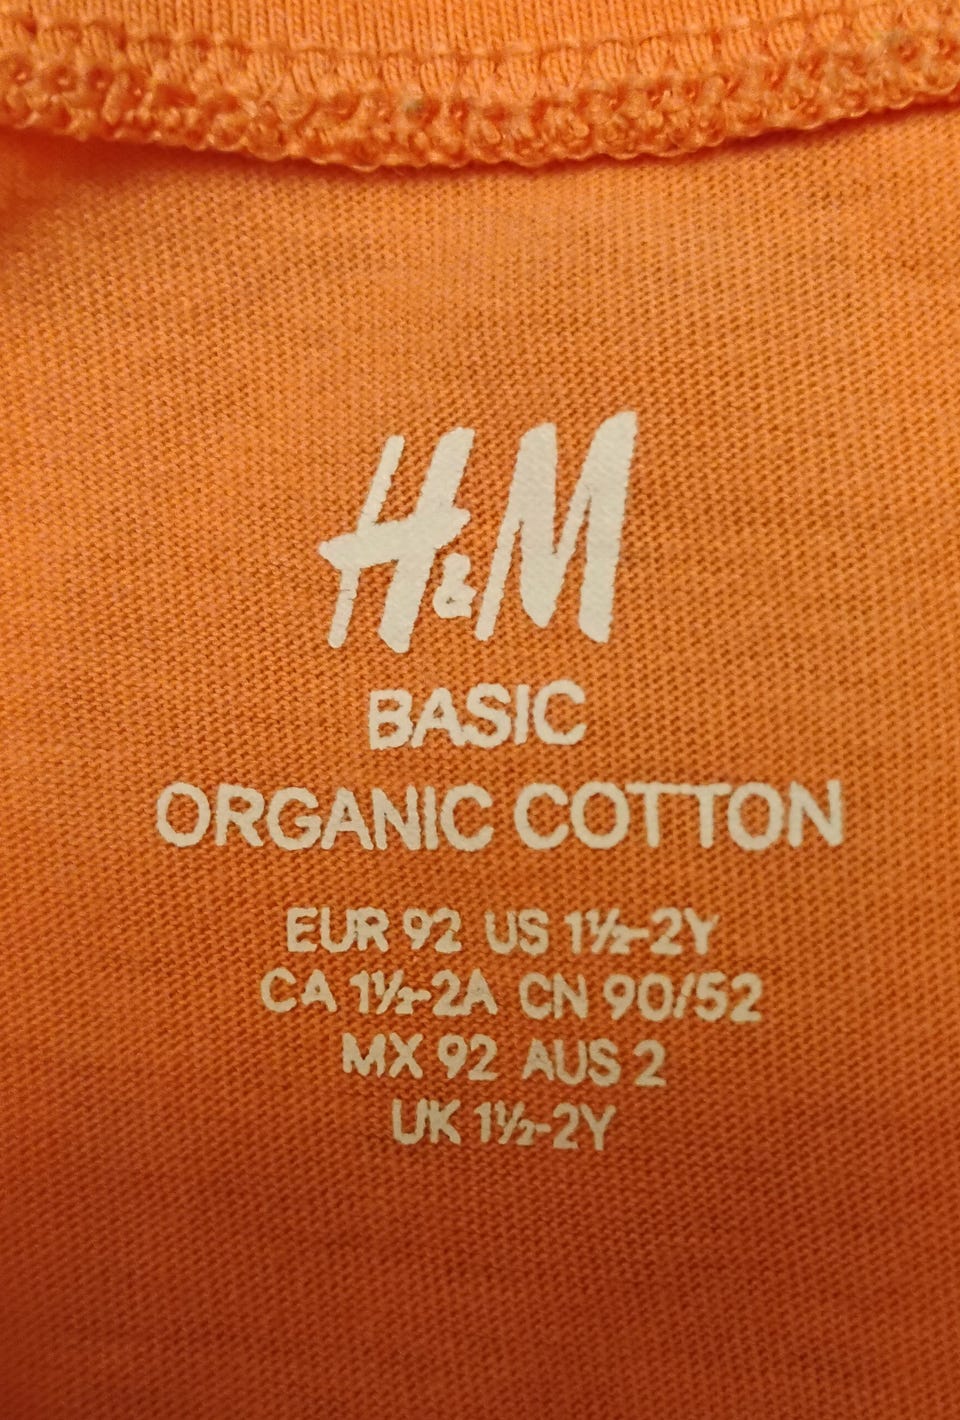 H&M
BASIC
ORGANIC COTTON
EUR 92 US 1½-2Y
CA 1½-2A CN 90/52
MX 92 AUS 2
UK 1½-2Y